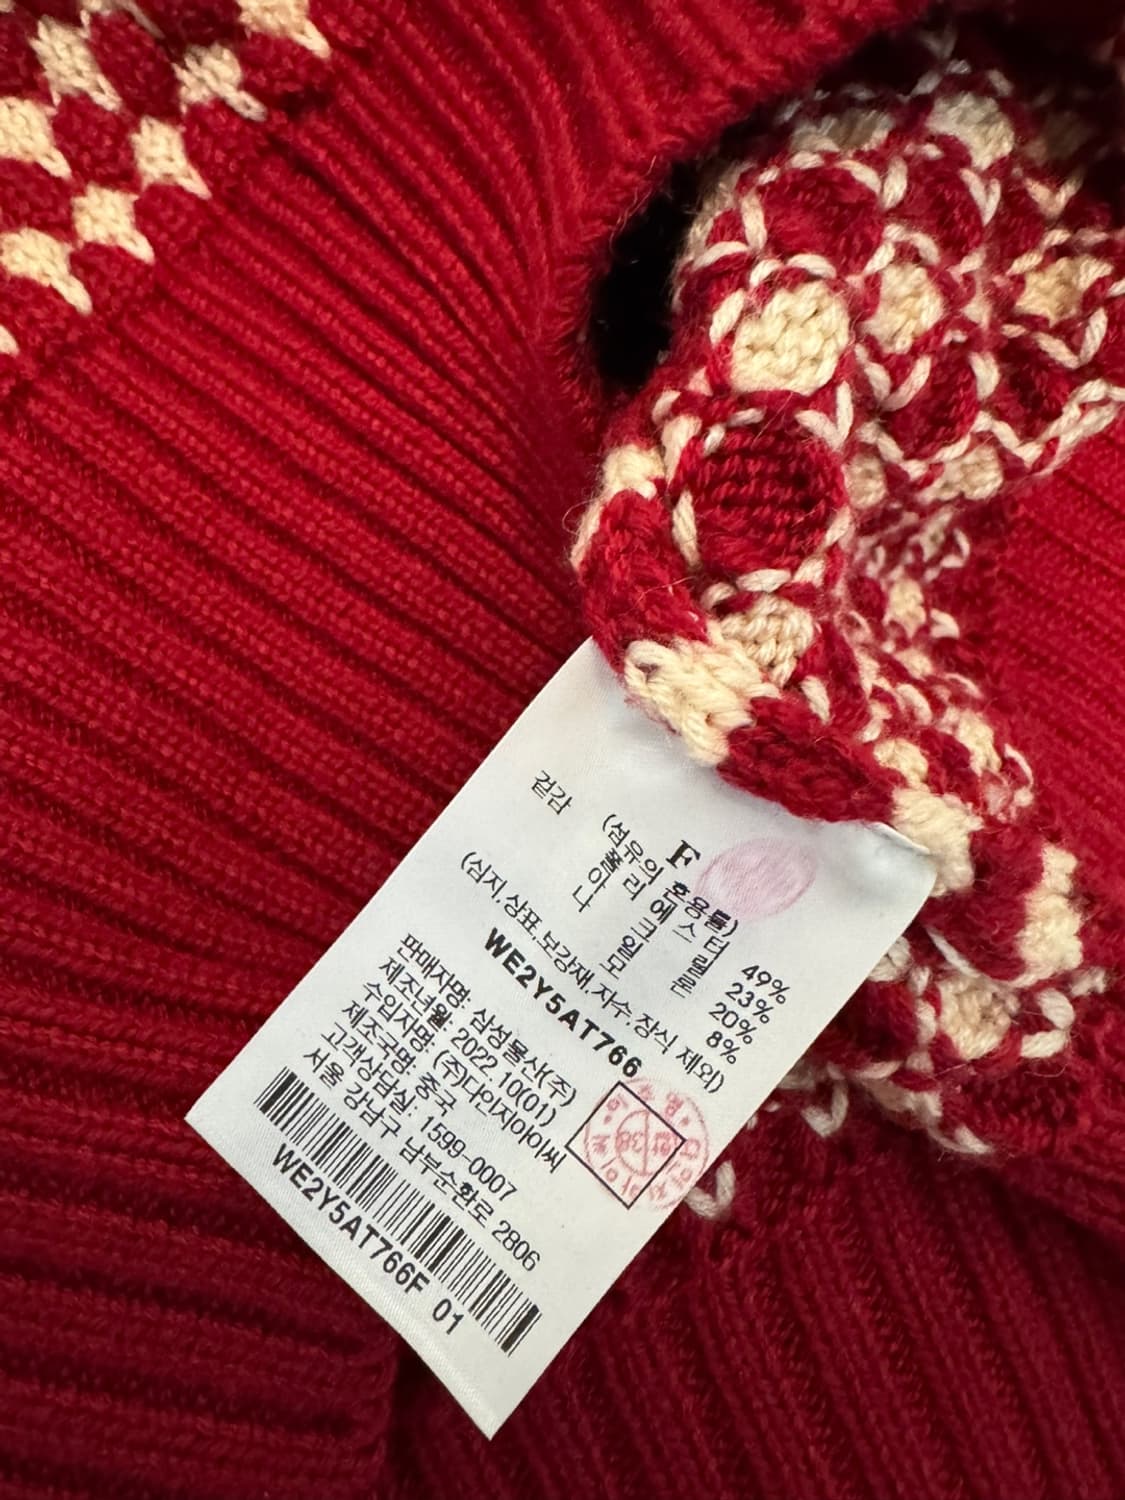 F
(섬유의 혼용률)
겉감 폴리에스터 49%
아크릴 23%
나일론 20%
모 8%
(심지,상표,보강재,자수,장식 제외)
WE2Y5AT766
판매자명: 삼성물산(주)
제조년월: 2022.10(01)
수입자명: (주)다인지아이씨
제조국명: 중국
고객상담실: 1599-0007
서울 강남구 남부순환로 2806
WE2Y5AT766F 01